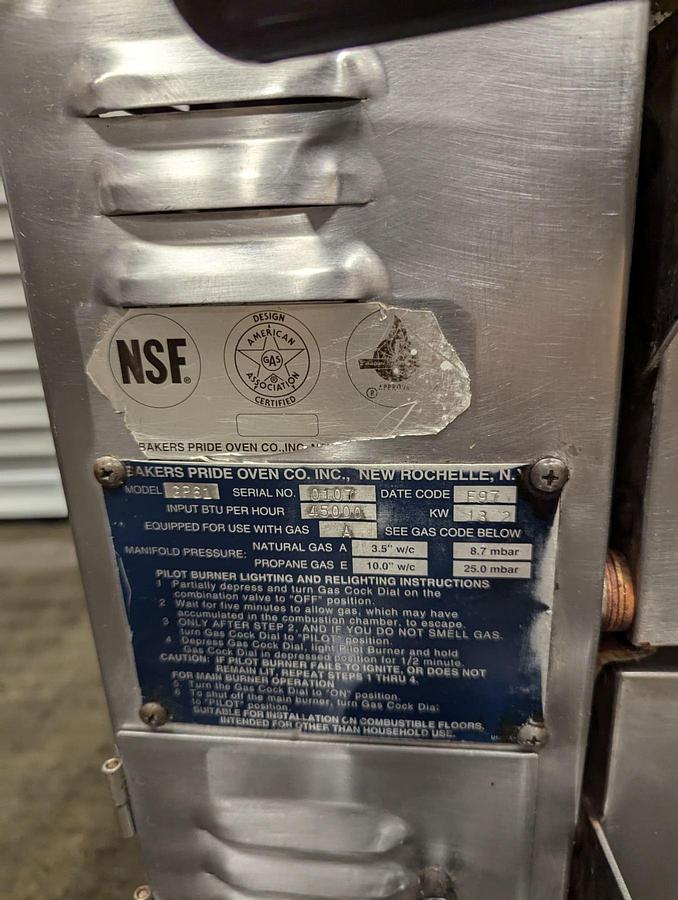 NSF®
DESIGN
AMERICAN
GAS
®
ASSOCIATION
CERTIFIED
APPROVED
BAKERS PRIDE OVEN CO.,INC.
BAKERS PRIDE OVEN CO. INC., NEW ROCHELLE, N.Y
MODEL GP61 SERIAL NO. 0107 DATE CODE E97
INPUT BTU PER HOUR 45000 KW 13 2
EQUIPPED FOR USE WITH GAS A SEE GAS CODE BELOW
MANIFOLD PRESSURE: NATURAL GAS A 3.5" w/c 8.7 mbar
PROPANE GAS E 10.0" w/c 25.0 mbar
PILOT BURNER LIGHTING AND RELIGHTING INSTRUCTIONS
1 Partially depress and turn Gas Cock Dial on the
combination valve to "OFF" position.
2 Wait for five minutes to allow gas, which may have
accumulated in the combustion chamber, to escape.
3 ONLY AFTER STEP 2, AND IF YOU DO NOT SMELL GAS.
turn Gas Cock Dial to "PILOT" position.
4 Depress Gas Cock Dial, light Pilot Burner and hold
Gas Cock Dial in depressed position for 1/2 minute.
CAUTION: IF PILOT BURNER FAILS TO IGNITE, OR DOES NOT
REMAIN LIT, REPEAT STEPS 1 THRU 4.
FOR MAIN BURNER OPERATION
5. Turn the Gas Cock Dial to "ON" position.
6 To shut off the main burner, turn Gas Cock Dial
to "PILOT" position.
SUITABLE FOR INSTALLATION ON COMBUSTIBLE FLOORS,
INTENDED FOR OTHER THAN HOUSEHOLD USE.